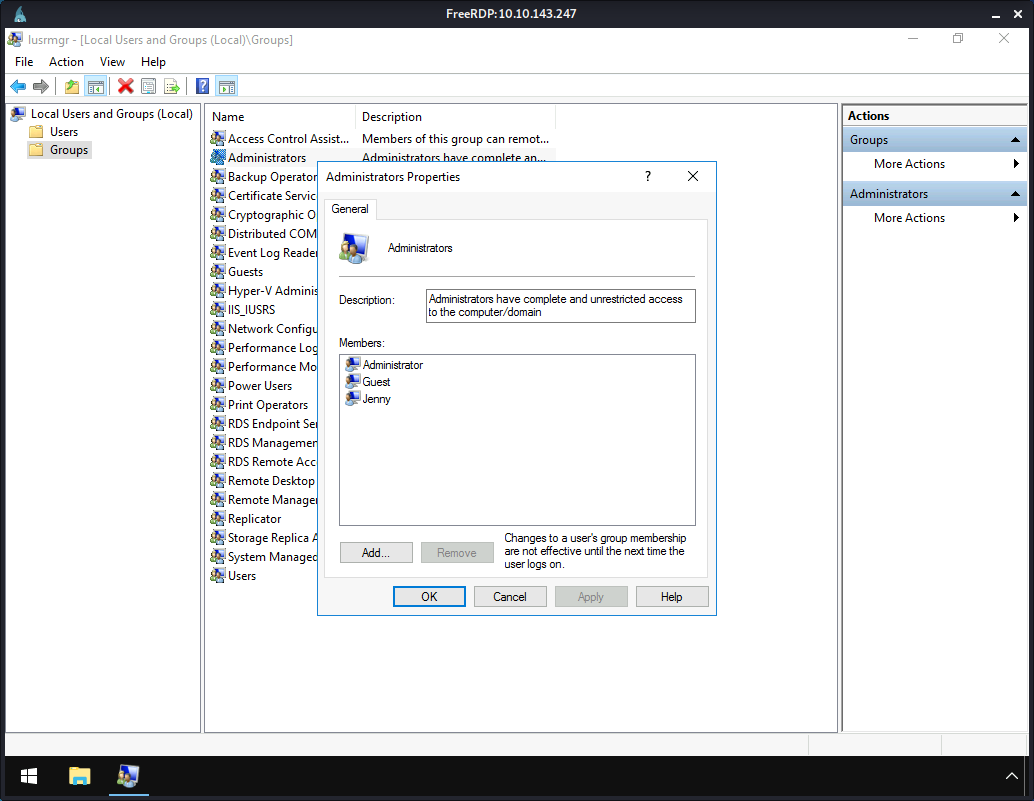 FreeRDP:10.10.143.247
lusrmgr - [Local Users and Groups (Local)\Groups]
File Action View Help
Local Users and Groups (Local)
Users
Groups
Name Description
Access Control Assist... Members of this group can remot...
Administrators Administrators have complete an...
Backup Operator
Certificate Servic
Cryptographic O
Distributed COM
Event Log Reade
Guests
Hyper-V Adminis
IIS_IUSRS
Network Configu
Performance Log
Performance Mo
Power Users
Print Operators
RDS Endpoint Se
RDS Managemen
RDS Remote Acc
Remote Desktop
Remote Manage
Replicator
Storage Replica A
System Managed
Users
Administrators Properties ?
General
Administrators
Description:
Administrators have complete and unrestricted access
to the computer/domain
Members:
Administrator
Guest
Jenny
Add... Remove
Changes to a user's group membership
are not effective until the next time the
user logs on.
OK Cancel Apply Help
Actions
Groups
More Actions
Administrators
More Actions